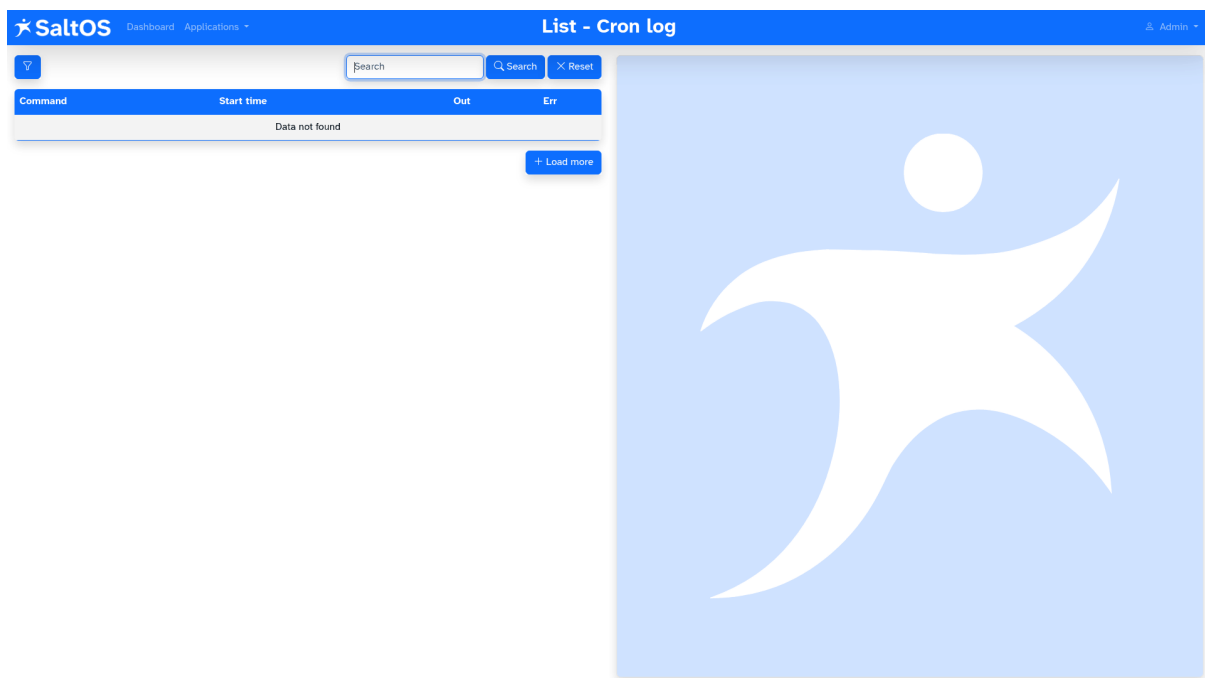 SaltOS Dashboard Applications List - Cron log Admin
Search Search Reset
Command Start time Out Err
Data not found
Load more